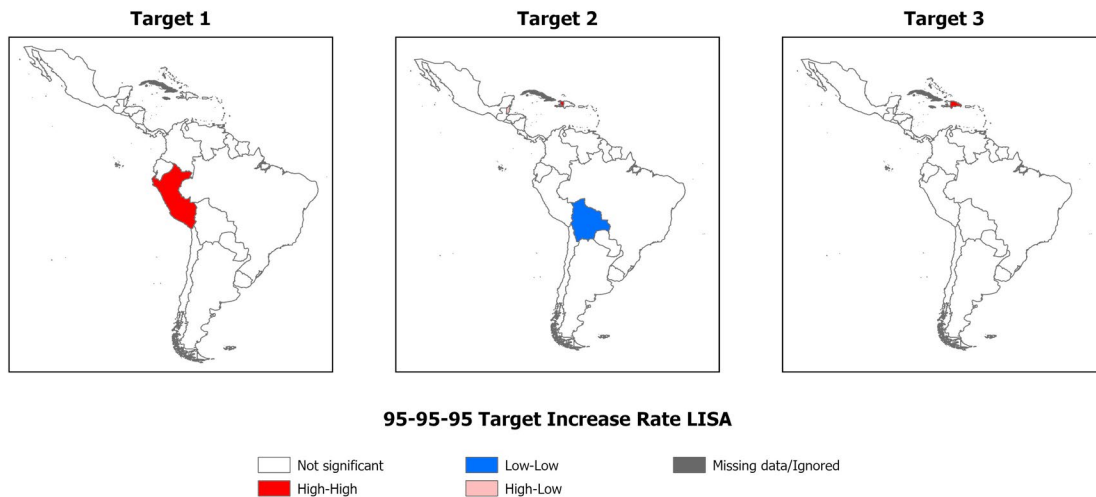 Target 1
Target 2
Target 3
95-95-95 Target Increase Rate LISA
Not significant
Low-Low
Missing data/Ignored
High-High
High-Low